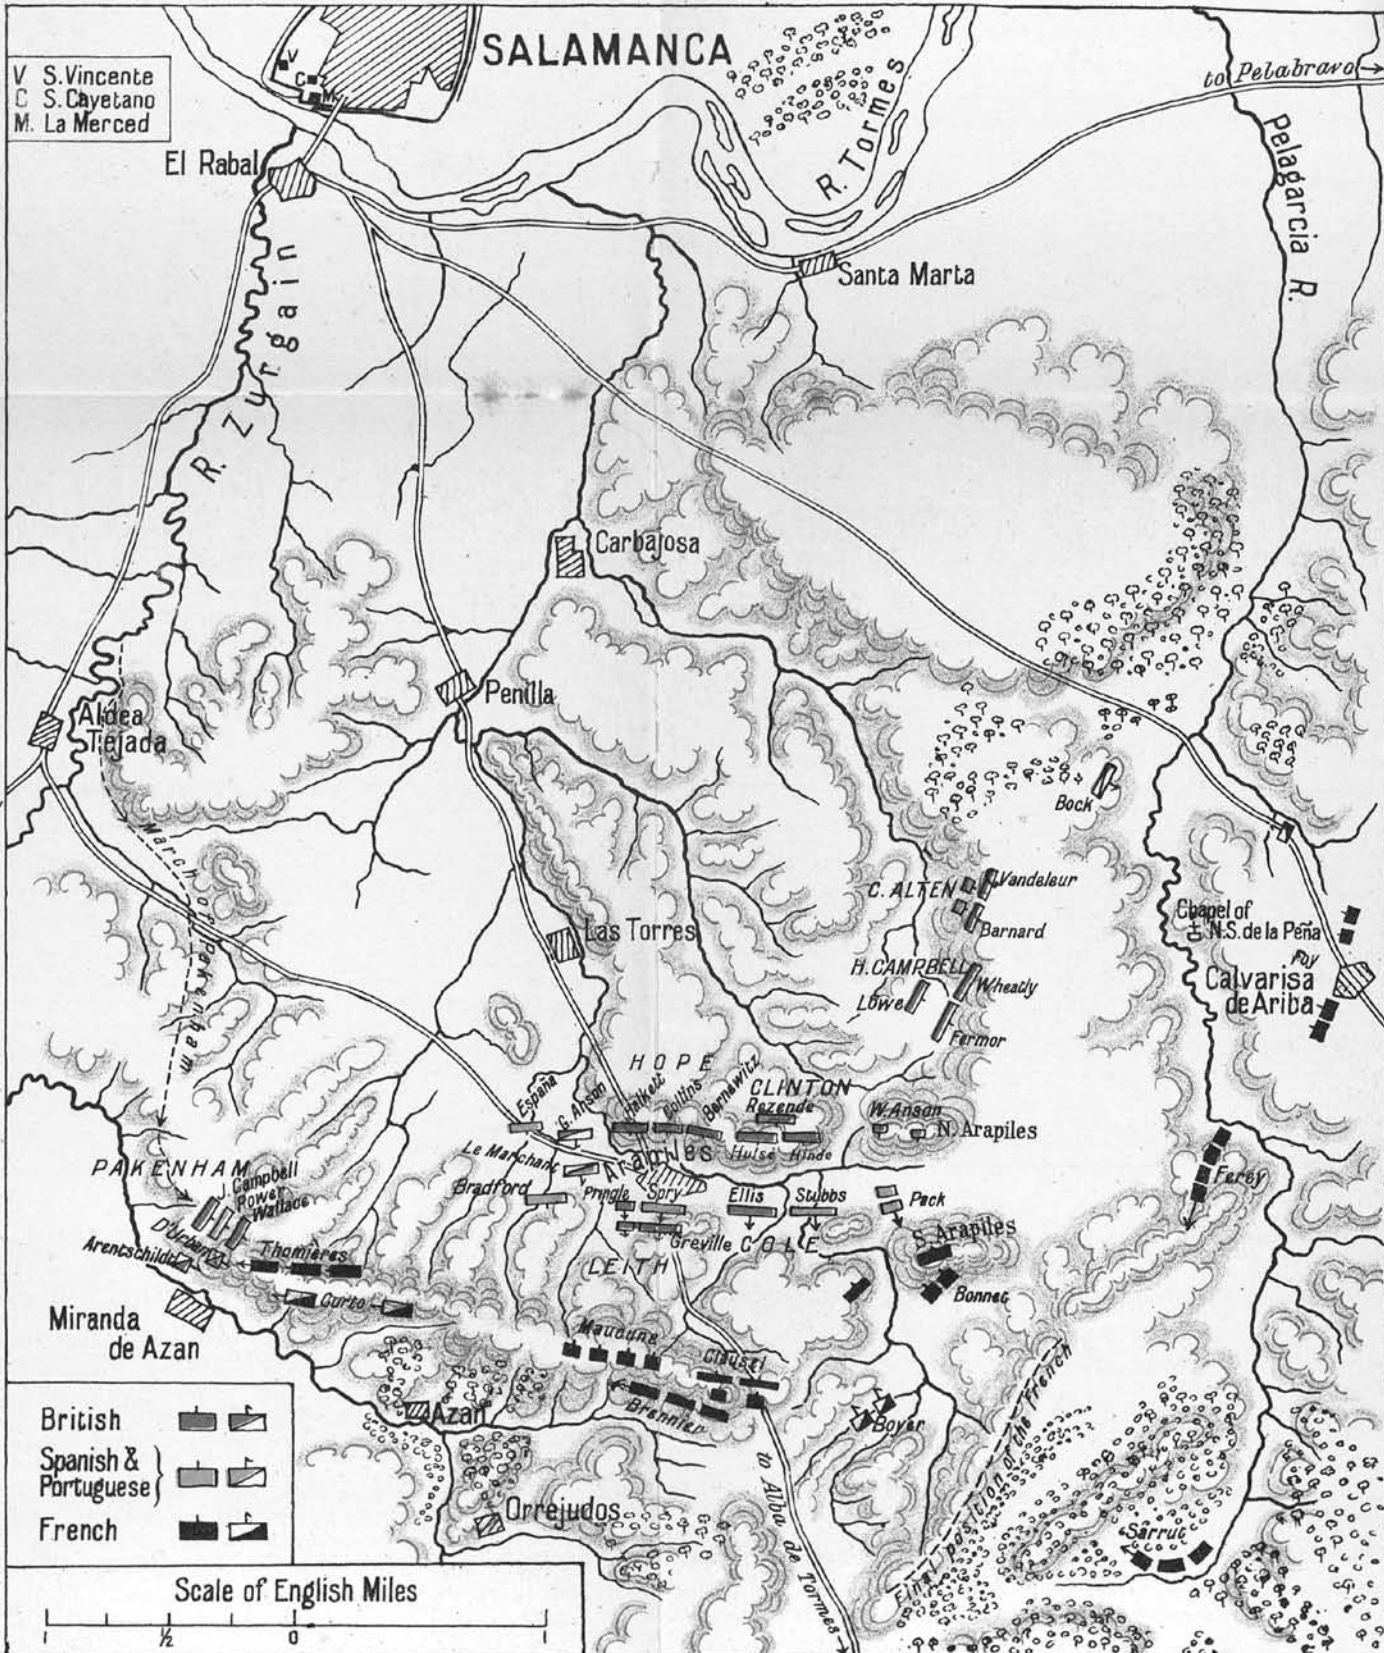 SALAMANCA
V S.Vincente
C S.Cayetano
M. La Merced
V
C
M.
El Rabal
R. Tormes
to Pelabravo
Pelagarcia R.
Santa Marta
R. Zurgain
Carbajosa
Penilla
Aldea
Tejada
March of Pakenham
Bock
C. ALTEN
Vandeleur
Barnard
Chapel of
N.S. de la Peña
Foy
Las Torres
H. CAMPBELL
Wheatly
Löwe
Calvarisa
de Ariba
Fermor
HOPE
España
G. Anson
Halkett
Collins
Bernewitz
CLINTON
Rezende
W. Anson
N. Arapiles
Hulse
Hinde
Le Marchant
Arapiles
PAKENHAM
Campbell
Power
Wallace
Bradford
Pringle
Spry
Ellis
Stubbs
Pack
Ferey
D'Urban
Arentschildt
Thomieres
Greville
COLE
S. Arapiles
LEITH
Bonnet
Curto
Miranda
de Azan
Maucune
Clausel
Brennier
Boyer
Azan
Final position of the French
to Alba de Tormes
Orrejudos
Sarrut
British
Spanish &
Portuguese
French
Scale of English Miles
1 ½ 0 1